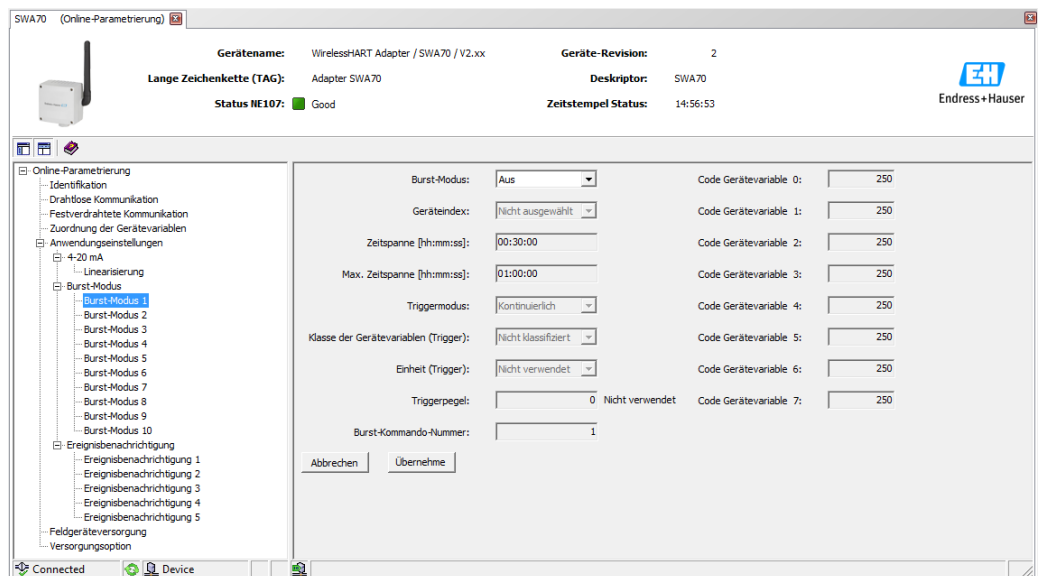 SWA70 (Online-Parametrierung)
Gerätename: WirelessHART Adapter / SWA70 / V2.xx Geräte-Revision: 2
Lange Zeichenkette (TAG): Adapter SWA70 Deskriptor: SWA70
Status NE107: Good Zeitstempel Status: 14:56:53
EH
Endress+Hauser
Online-Parametrierung
Identifikation
Drahtlose Kommunikation
Festverdrahtete Kommunikation
Zuordnung der Gerätevariablen
Anwendungseinstellungen
4-20 mA
Linearisierung
Burst-Modus
Burst-Modus 1
Burst-Modus 2
Burst-Modus 3
Burst-Modus 4
Burst-Modus 5
Burst-Modus 6
Burst-Modus 7
Burst-Modus 8
Burst-Modus 9
Burst-Modus 10
Ereignisbenachrichtigung
Ereignisbenachrichtigung 1
Ereignisbenachrichtigung 2
Ereignisbenachrichtigung 3
Ereignisbenachrichtigung 4
Ereignisbenachrichtigung 5
Feldgeräteversorgung
Versorgungsoption
Burst-Modus: Aus Code Gerätevariable 0: 250
Geräteindex: Nicht ausgewählt Code Gerätevariable 1: 250
Zeitspanne [hh:mm:ss]: 00:30:00 Code Gerätevariable 2: 250
Max. Zeitspanne [hh:mm:ss]: 01:00:00 Code Gerätevariable 3: 250
Triggermodus: Kontinuierlich Code Gerätevariable 4: 250
Klasse der Gerätevariablen (Trigger): Nicht klassifiziert Code Gerätevariable 5: 250
Einheit (Trigger): Nicht verwendet Code Gerätevariable 6: 250
Triggerpegel: 0 Nicht verwendet Code Gerätevariable 7: 250
Burst-Kommando-Nummer: 1
Abbrechen Übernehme
Connected Device